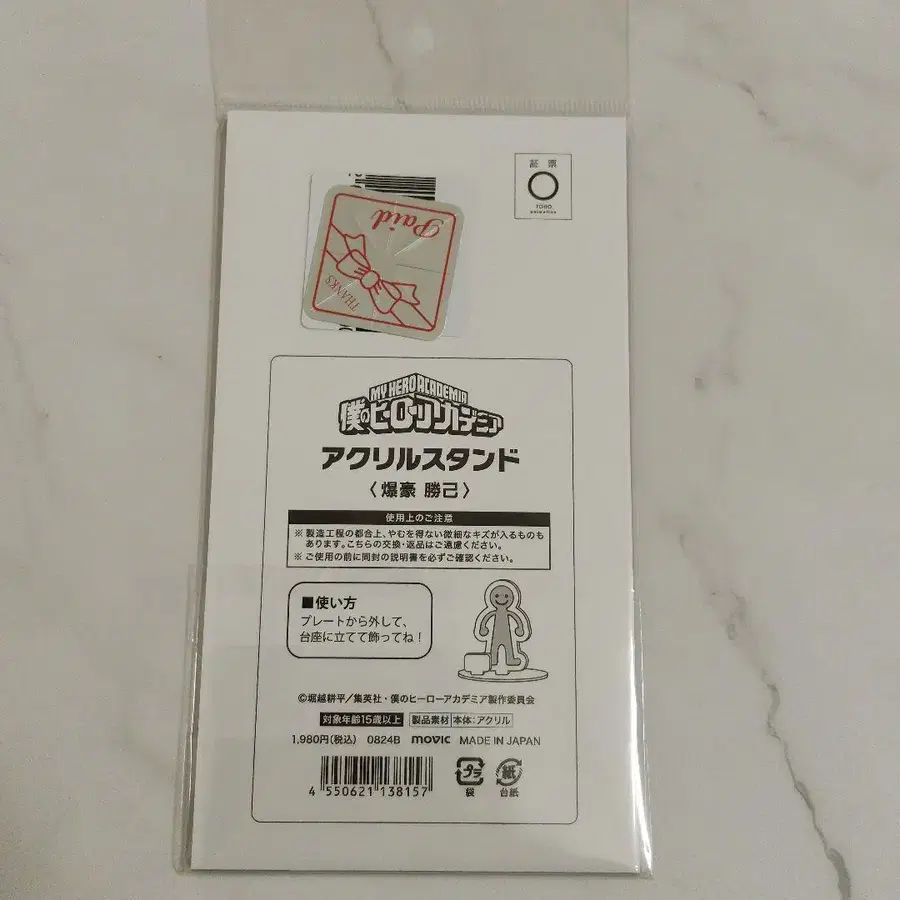 証票
TOHO
animation
Paid
THANKS
MY HERO ACADEMIA
僕のヒーローアカデミア
アクリルスタンド
〈爆豪 勝己〉
使用上のご注意
※製造工程の都合上、やむを得ない微細なキズが入るものも
あります。こちらの交換・返品はご遠慮ください。
※ご使用の前に同封の説明書を必ずご確認ください。
■使い方
プレートから外して、
台座に立てて飾ってね！
©堀越耕平／集英社・僕のヒーローアカデミア製作委員会
対象年齢15歳以上 製品素材 本体：アクリル
1,980円(税込) 0824B movic MADE IN JAPAN
4 550621 138157
プラ 紙
袋 台紙